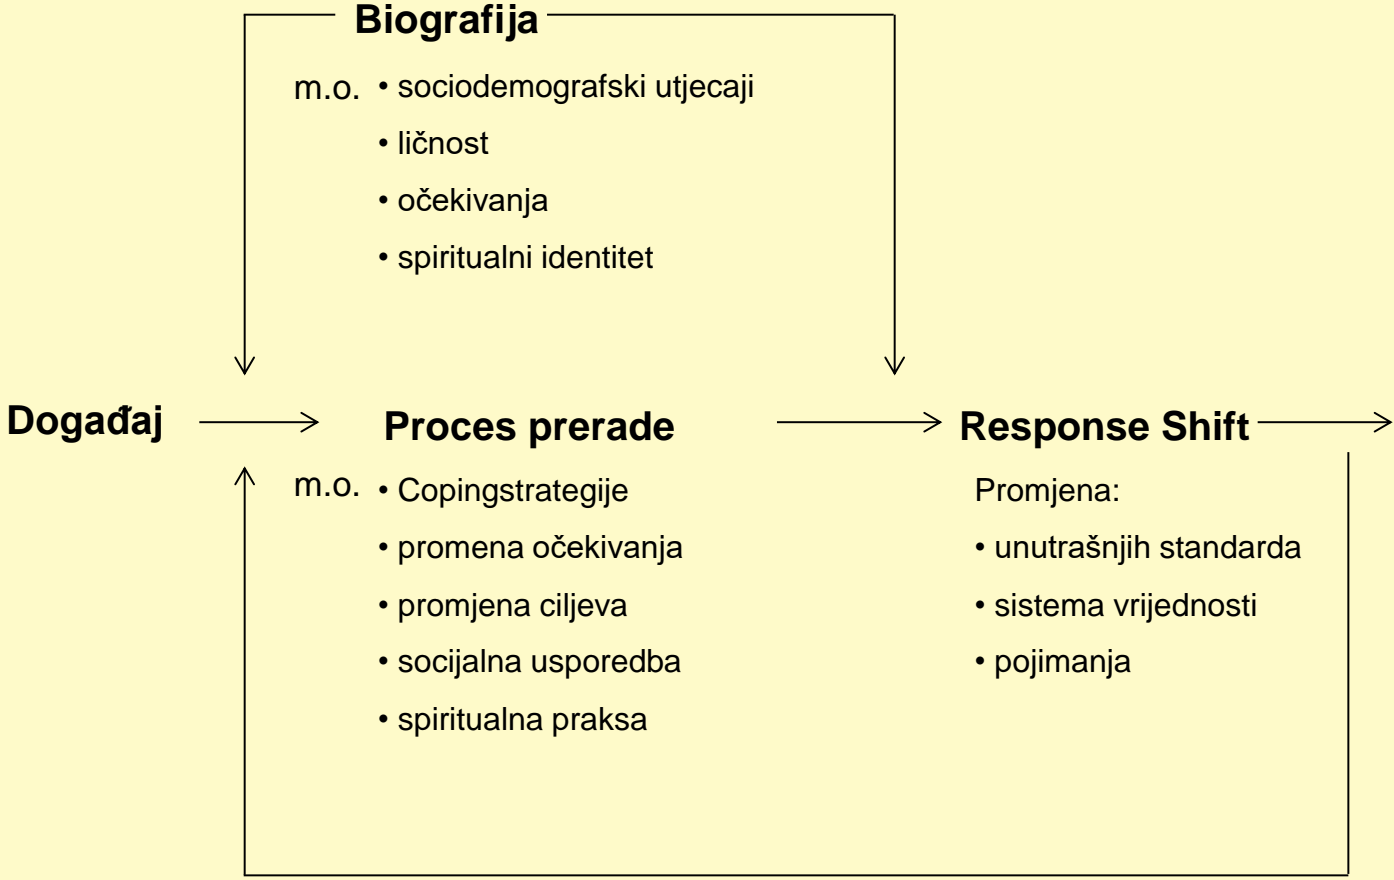 Biografija
m.o. • sociodemografski utjecaji
• ličnost
• očekivanja
• spiritualni identitet
Događaj
Proces prerade
Response Shift
m.o. • Copingstrategije
• promena očekivanja
• promjena ciljeva
• socijalna usporedba
• spiritualna praksa
Promjena:
• unutrašnjih standarda
• sistema vrijednosti
• pojimanja